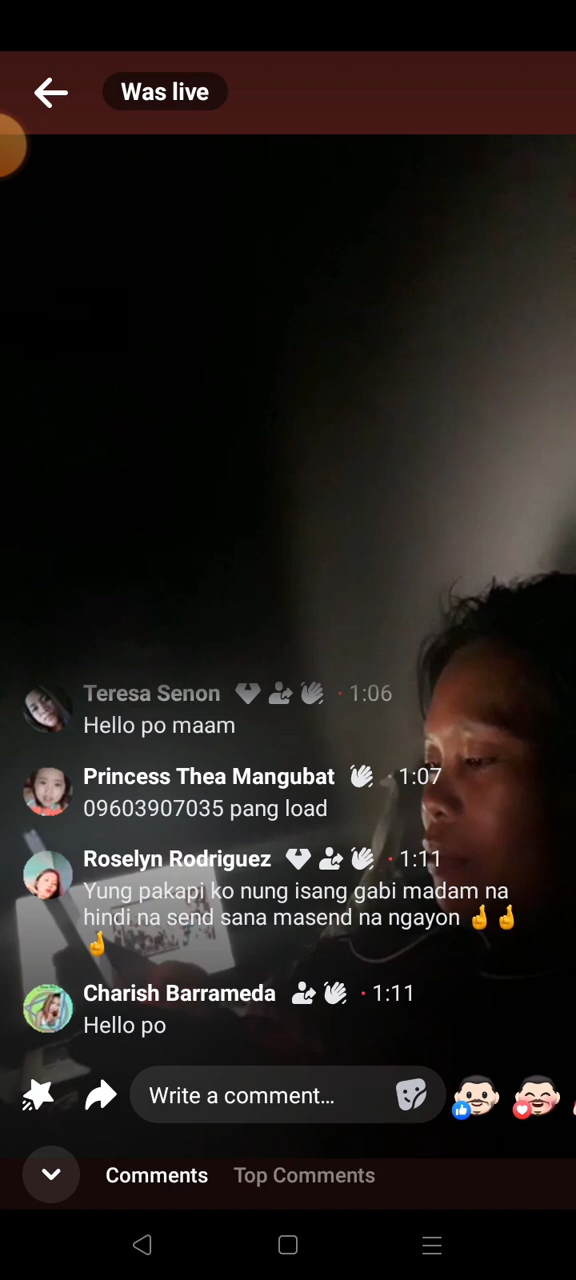 Was live
Teresa Senon · 1:06
Hello po maam
Princess Thea Mangubat · 1:07
09603907035 pang load
Roselyn Rodriguez · 1:11
Yung pakapi ko nung isang gabi madam na
hindi na send sana masend na ngayon 🤞🤞
🤞
Charish Barrameda · 1:11
Hello po
Write a comment...
Comments Top Comments